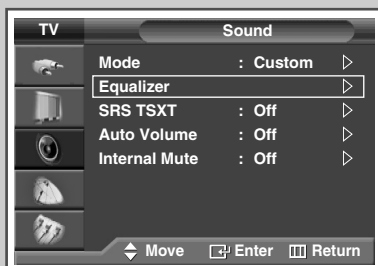 TV Sound
Mode : Custom
Equalizer
SRS TSXT : Off
Auto Volume : Off
Internal Mute : Off
Move Enter Return